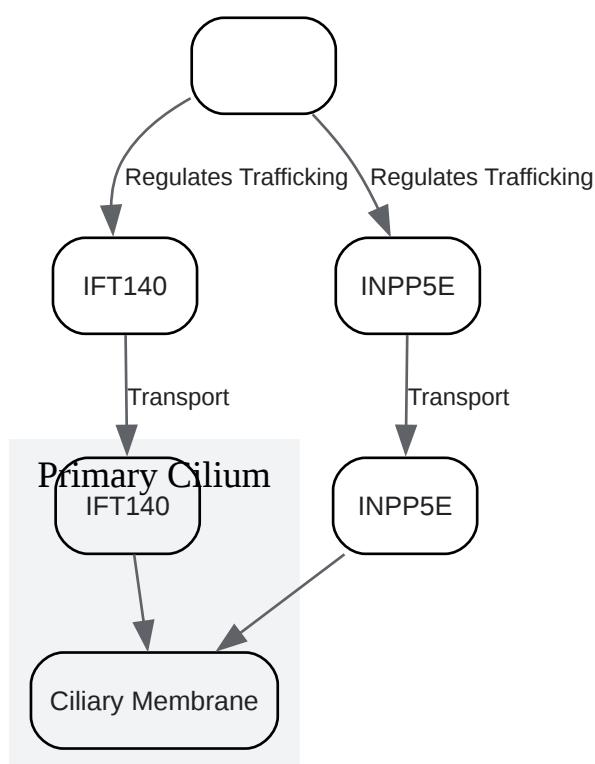 Regulates Trafficking
Regulates Trafficking
IFT140
INPP5E
Transport
Transport
Primary Cilium
IFT140
INPP5E
Ciliary Membrane